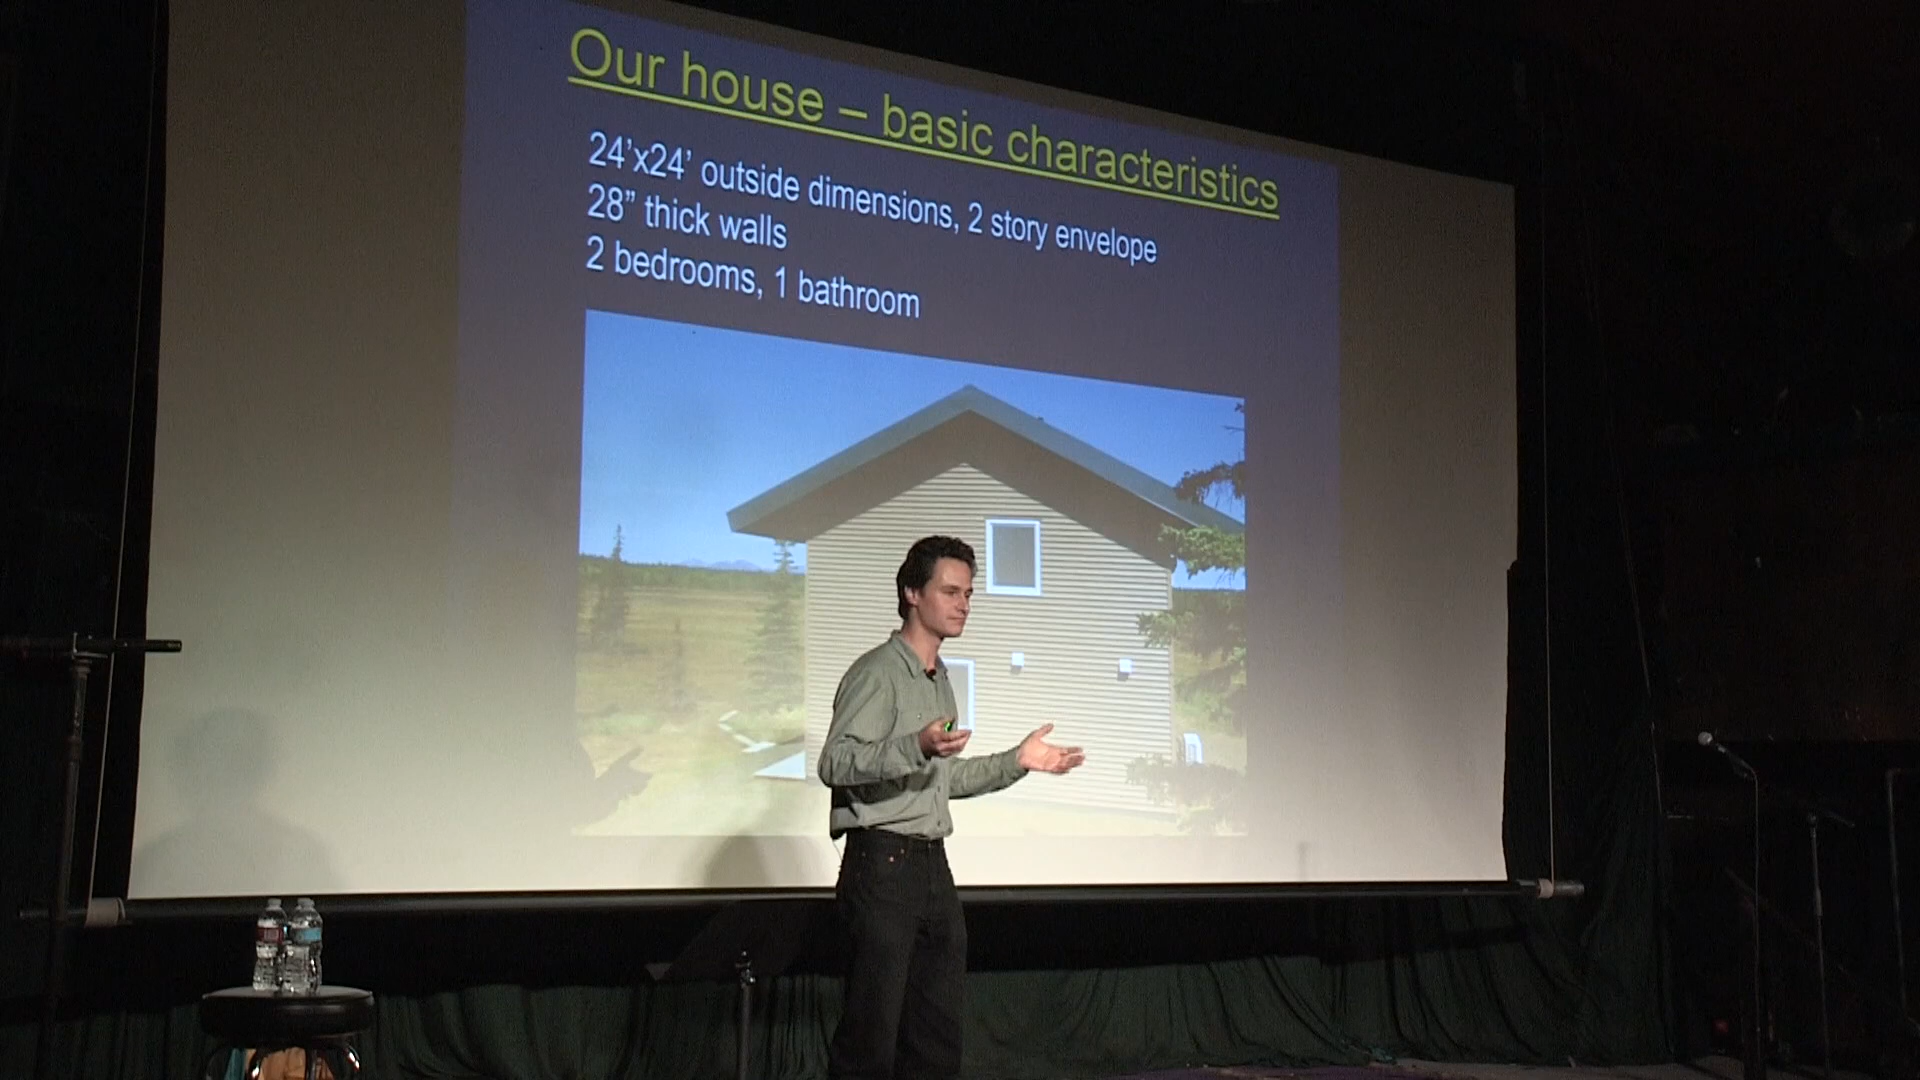 Our house – basic characteristics
24’x24’ outside dimensions, 2 story envelope
28” thick walls
2 bedrooms, 1 bathroom